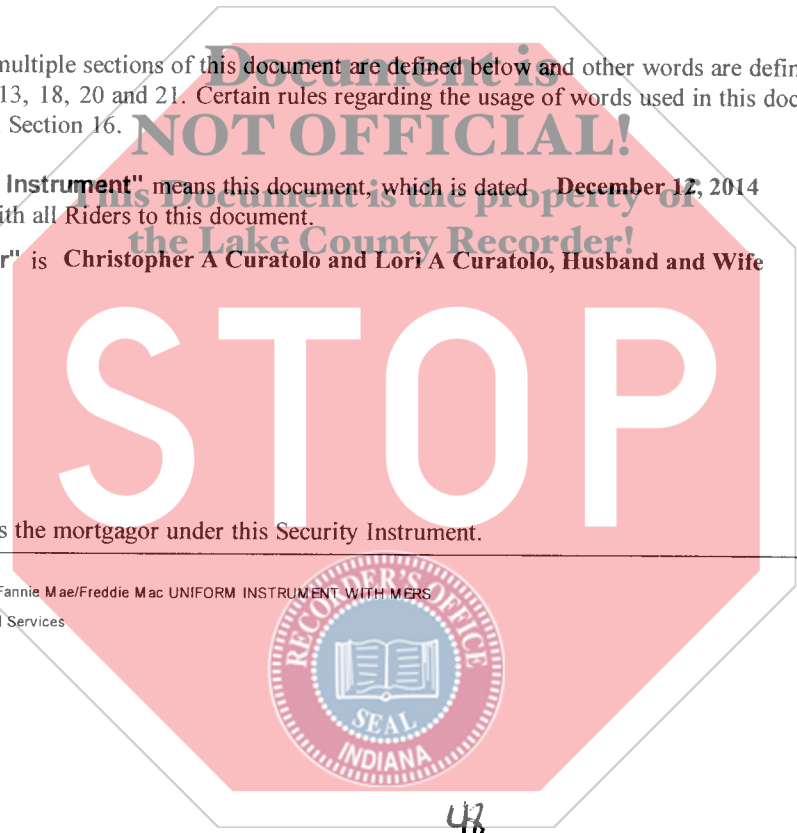 Document is
multiple sections of this document are defined below and other words are defin
13, 18, 20 and 21. Certain rules regarding the usage of words used in this doc
Section 16.
NOT OFFICIAL!
Instrument" means this document, which is dated December 12, 2014
This Document is the property of
ith all Riders to this document.
the Lake County Recorder!
r" is Christopher A Curatolo and Lori A Curatolo, Husband and Wife
STOP
s the mortgagor under this Security Instrument.
Fannie Mae/Freddie Mac UNIFORM INSTRUMENT WITH MERS
l Services
RECORDER'S OFFICE
SEAL
INDIANA